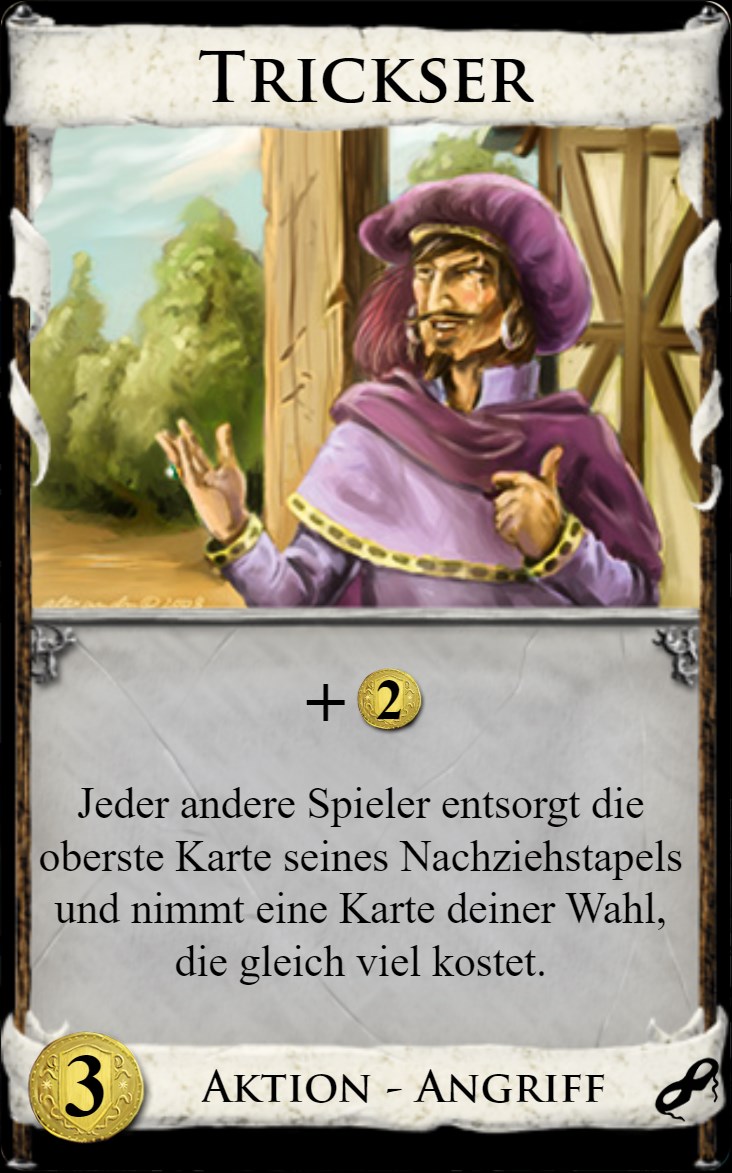 Trickser
+ 2
Jeder andere Spieler entsorgt die
oberste Karte seines Nachziehstapels
und nimmt eine Karte deiner Wahl,
die gleich viel kostet.
3 Aktion - Angriff